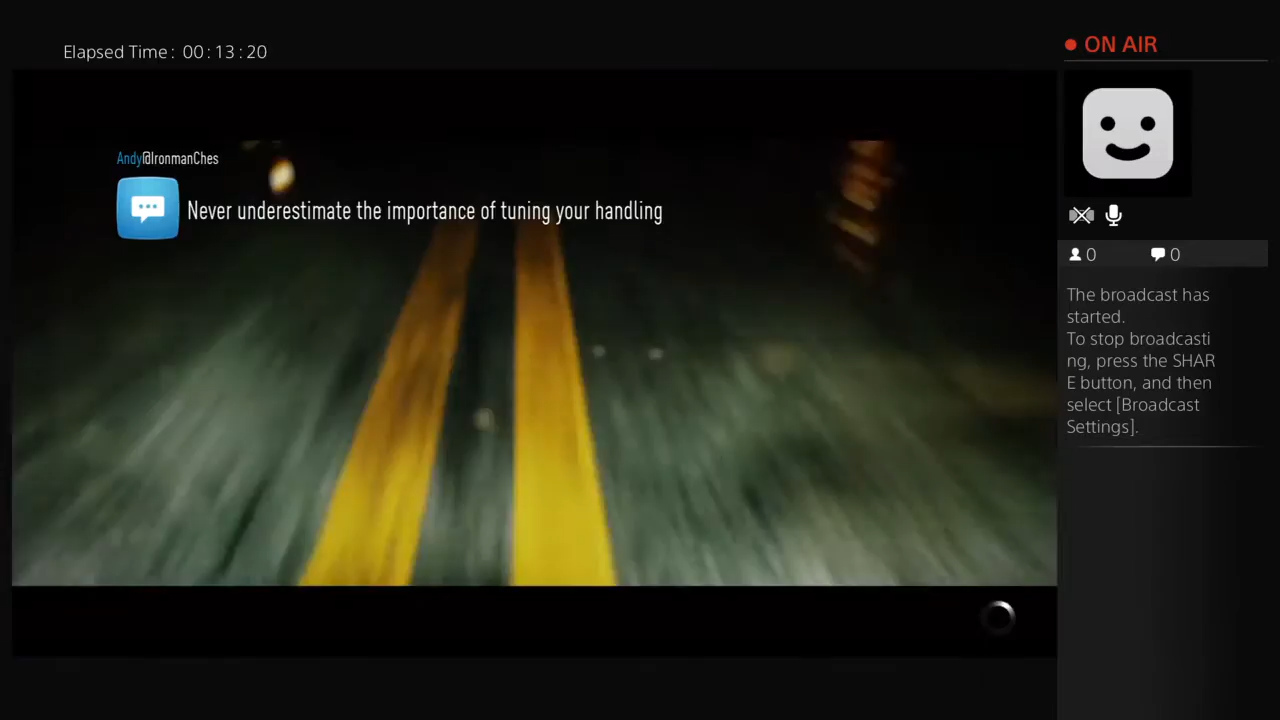 Elapsed Time: 00:13:20
ON AIR
Andy@IronmanChes
Never underestimate the importance of tuning your handling
0 0
The broadcast has
started.
To stop broadcasti
ng, press the SHAR
E button, and then
select [Broadcast
Settings].